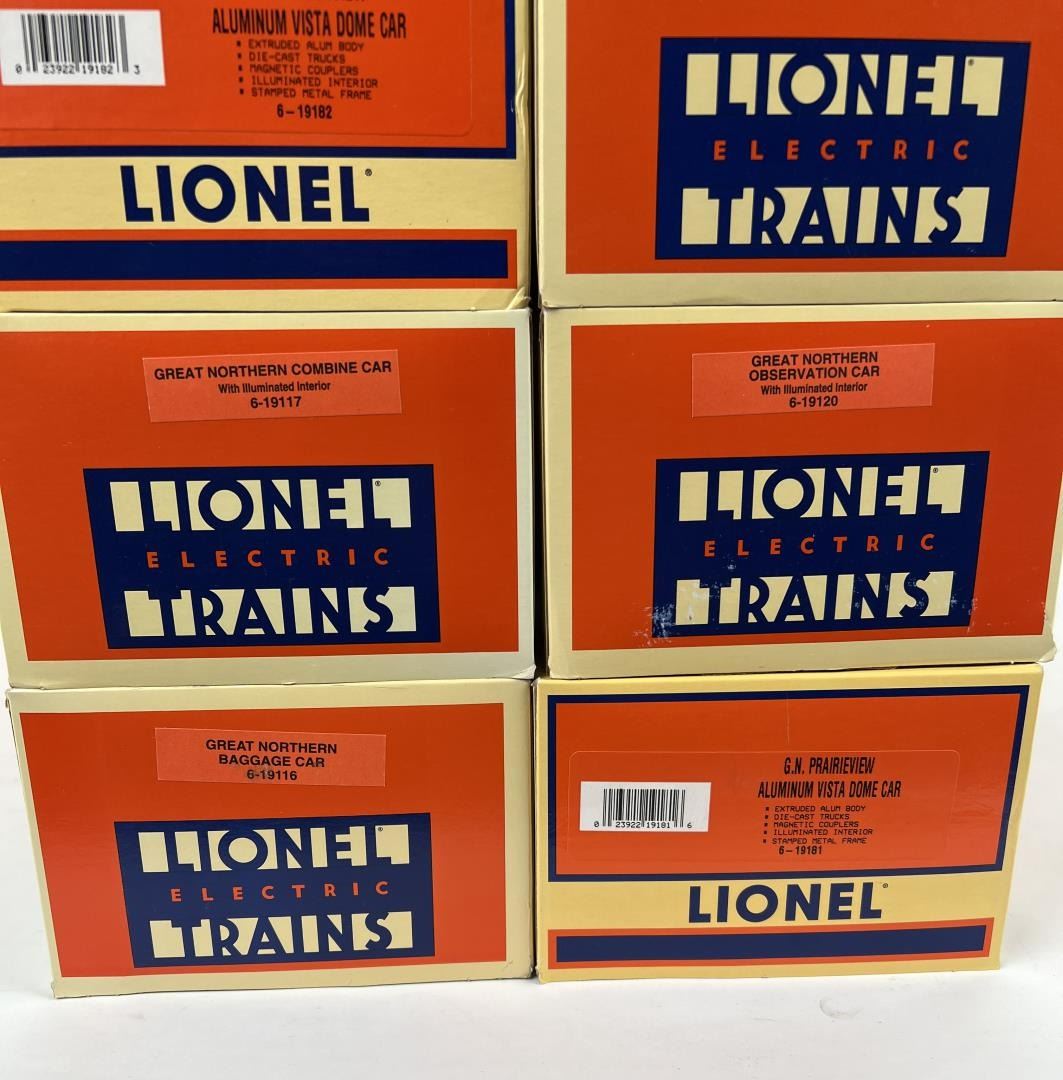 ALUMINUM VISTA DOME CAR
▪ EXTRUDED ALUM BODY
▪ DIE-CAST TRUCKS
▪ MAGNETIC COUPLERS
▪ ILLUMINATED INTERIOR
▪ STAMPED METAL FRAME
6-19182
0 23922 19182 3
LIONEL®
LIONEL®
ELECTRIC
TRAINS
GREAT NORTHERN COMBINE CAR
With Illuminated Interior
6-19117
LIONEL®
ELECTRIC
TRAINS
GREAT NORTHERN
OBSERVATION CAR
With Illuminated Interior
6-19120
LIONEL®
ELECTRIC
TRAINS
GREAT NORTHERN
BAGGAGE CAR
6-19116
LIONEL®
ELECTRIC
TRAINS
G.N. PRAIRIEVIEW
ALUMINUM VISTA DOME CAR
▪ EXTRUDED ALUM BODY
▪ DIE-CAST TRUCKS
▪ MAGNETIC COUPLERS
▪ ILLUMINATED INTERIOR
▪ STAMPED METAL FRAME
6-19181
0 23922 19181 6
LIONEL®